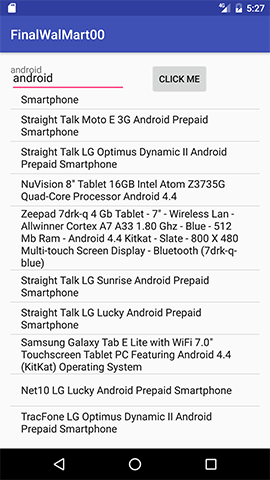 4G 5:27
FinalWalMart00
android
android
CLICK ME
Smartphone
Straight Talk Moto E 3G Android Prepaid
Smartphone
Straight Talk LG Optimus Dynamic II Android
Prepaid Smartphone
NuVision 8" Tablet 16GB Intel Atom Z3735G
Quad-Core Processor Android 4.4
Zeepad 7drk-q 4 Gb Tablet - 7" - Wireless Lan -
Allwinner Cortex A7 A33 1.80 Ghz - Blue - 512
Mb Ram - Android 4.4 Kitkat - Slate - 800 X 480
Multi-touch Screen Display - Bluetooth (7drk-q-
blue)
Straight Talk LG Sunrise Android Prepaid
Smartphone
Straight Talk LG Lucky Android Prepaid
Smartphone
Samsung Galaxy Tab E Lite with WiFi 7.0"
Touchscreen Tablet PC Featuring Android 4.4
(KitKat) Operating System
Net10 LG Lucky Android Prepaid Smartphone
TracFone LG Optimus Dynamic II Android
Prepaid Smartphone